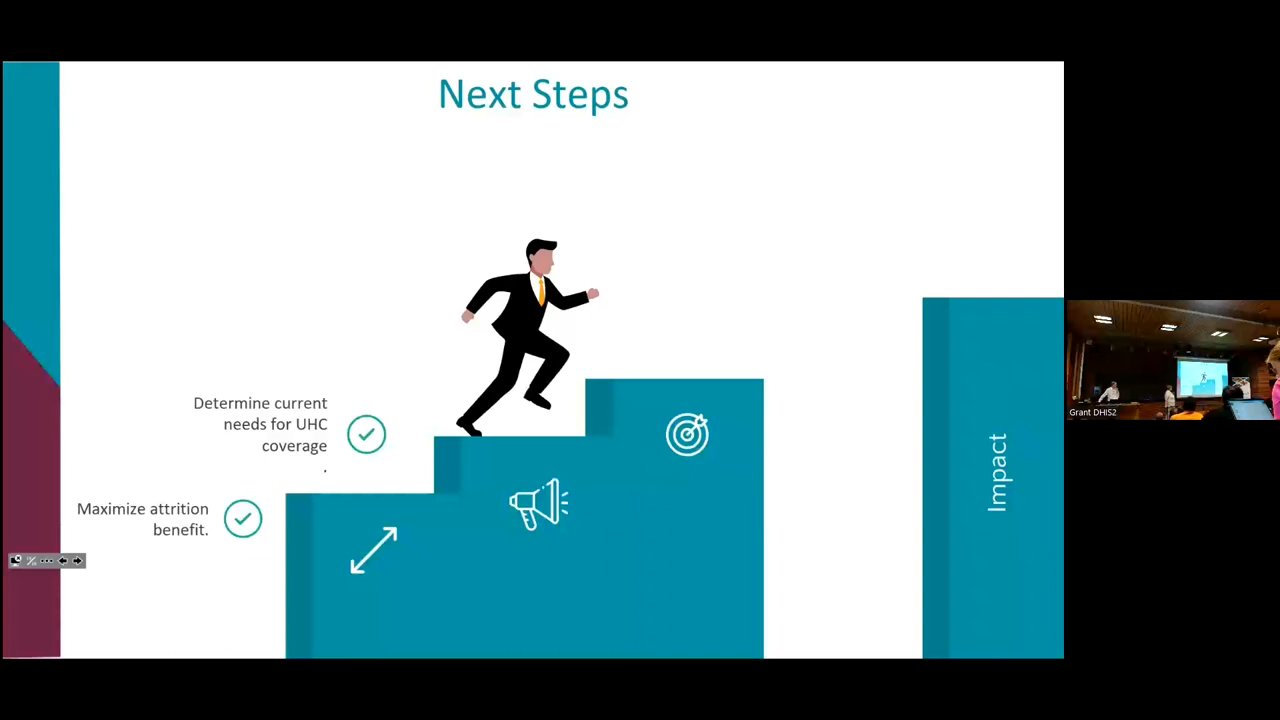 Next Steps
Determine current
needs for UHC
coverage
.
Maximize attrition
benefit.
Impact
Grant DHIS2